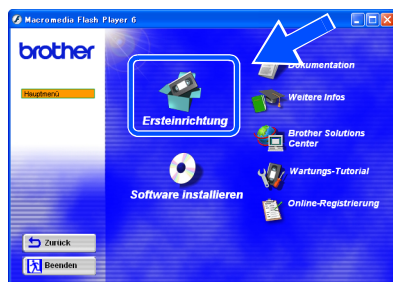 Macromedia Flash Player 6
brother
Hauptmenü
Ersteinrichtung
Software installieren
Dokumentation
Weitere Infos
Brother Solutions
Center
Wartungs-Tutorial
Online-Registrierung
Zurück
Beenden